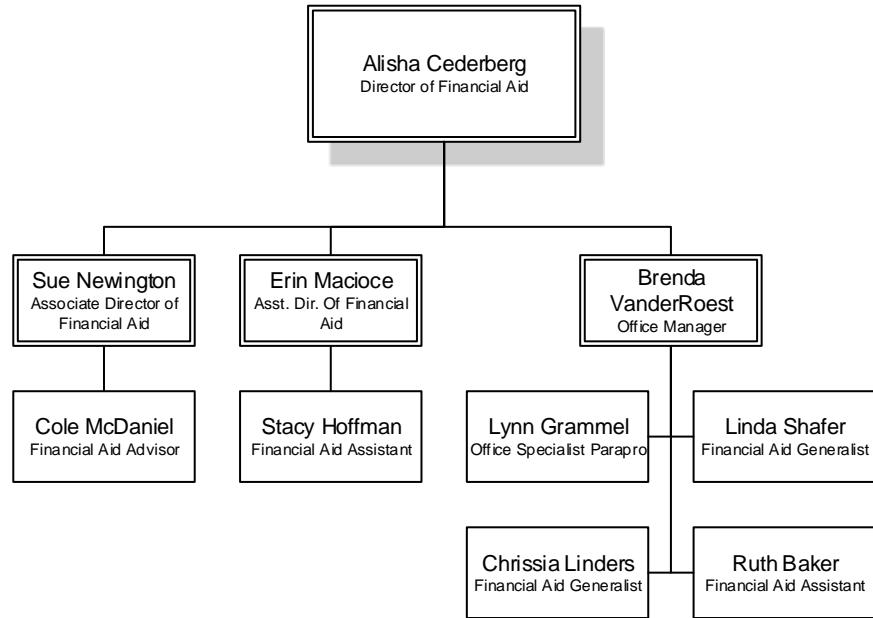 Alisha Cederberg
Director of Financial Aid
Sue Newington
Associate Director of
Financial Aid
Erin Macioce
Asst. Dir. Of Financial
Aid
Brenda
VanderRoest
Office Manager
Cole McDaniel
Financial Aid Advisor
Stacy Hoffman
Financial Aid Assistant
Lynn Grammel
Office Specialist Parapro
Linda Shafer
Financial Aid Generalist
Chrissia Linders
Financial Aid Generalist
Ruth Baker
Financial Aid Assistant